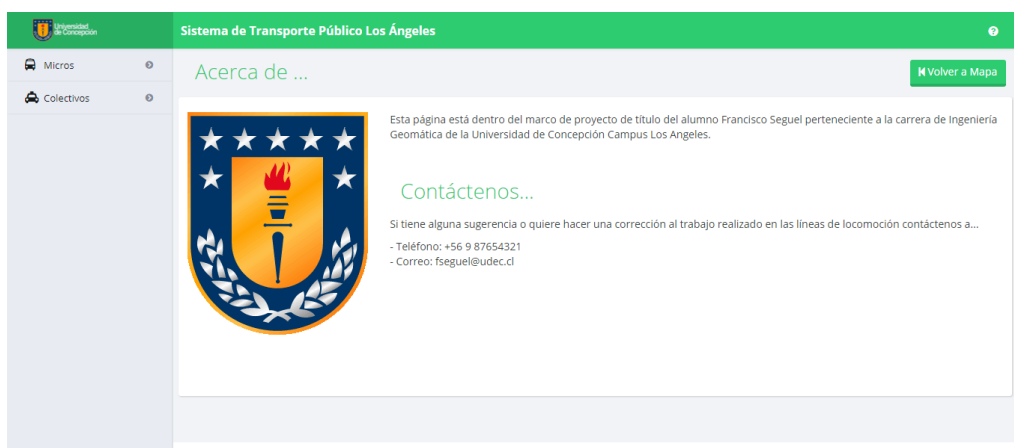 Universidad
de Concepción
Sistema de Transporte Público Los Ángeles
Micros
Colectivos
Acerca de ...
Volver a Mapa
Esta página está dentro del marco de proyecto de título del alumno Francisco Seguel perteneciente a la carrera de Ingeniería
Geomática de la Universidad de Concepción Campus Los Angeles.
Contáctenos...
Si tiene alguna sugerencia o quiere hacer una corrección al trabajo realizado en las líneas de locomoción contáctenos a...
- Teléfono: +56 9 87654321
- Correo: fseguel@udec.cl